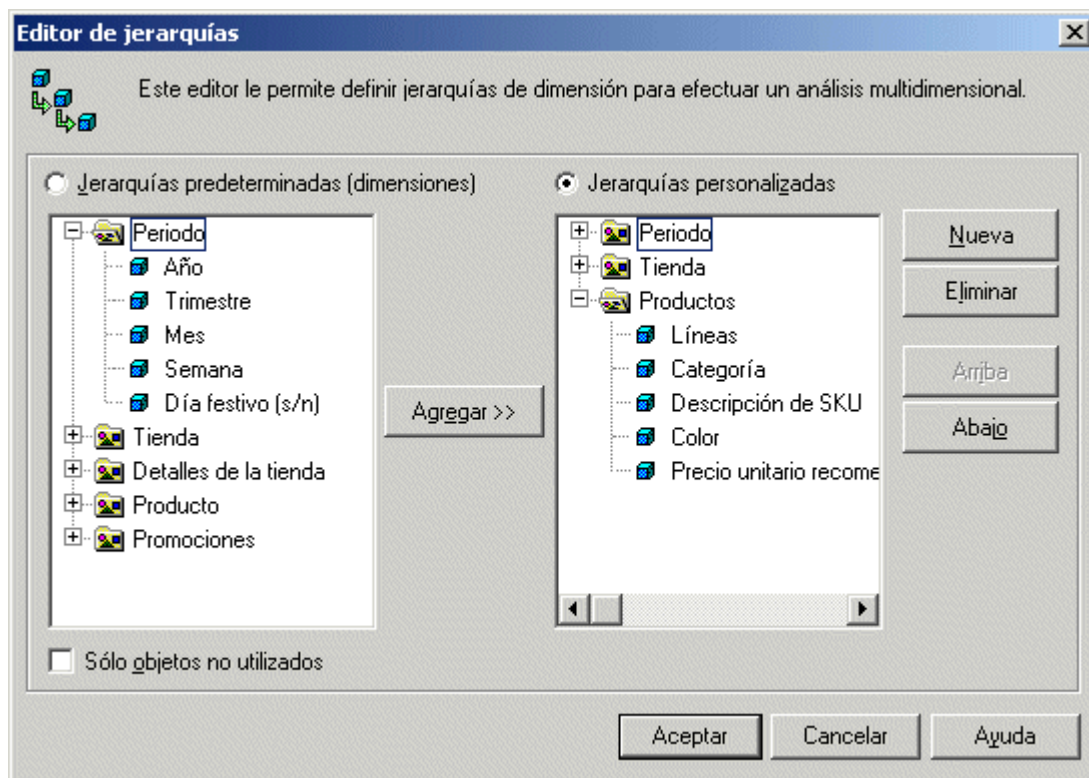 Editor de jerarquías
Este editor le permite definir jerarquías de dimensión para efectuar un análisis multidimensional.
Jerarquías predeterminadas (dimensiones)
Periodo
Año
Trimestre
Mes
Semana
Día festivo (s/n)
Tienda
Detalles de la tienda
Producto
Promociones
Agregar >>
Jerarquías personalizadas
Periodo
Tienda
Productos
Líneas
Categoría
Descripción de SKU
Color
Precio unitario recome
Nueva
Eliminar
Arriba
Abajo
Sólo objetos no utilizados
Aceptar
Cancelar
Ayuda